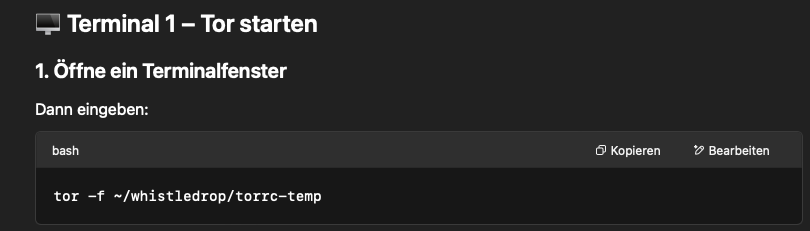 🖥️ Terminal 1 – Tor starten
1. Öffne ein Terminalfenster
Dann eingeben:
bash Kopieren Bearbeiten
tor -f ~/whistledrop/torrc-temp